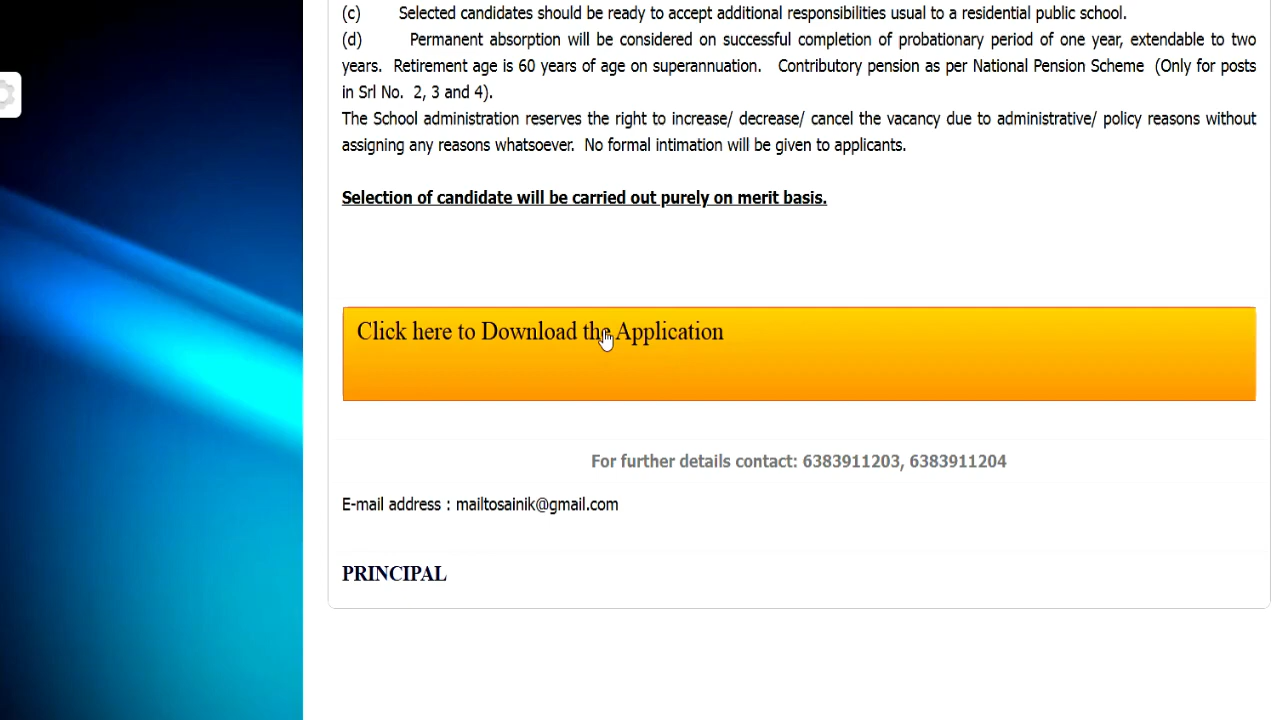 (c) Selected candidates should be ready to accept additional responsibilities usual to a residential public school.
(d) Permanent absorption will be considered on successful completion of probationary period of one year, extendable to two
years. Retirement age is 60 years of age on superannuation. Contributory pension as per National Pension Scheme (Only for posts
in Srl No. 2, 3 and 4).
The School administration reserves the right to increase/ decrease/ cancel the vacancy due to administrative/ policy reasons without
assigning any reasons whatsoever. No formal intimation will be given to applicants.
Selection of candidate will be carried out purely on merit basis.
Click here to Download the Application
For further details contact: 6383911203, 6383911204
E-mail address : mailtosainik@gmail.com
PRINCIPAL